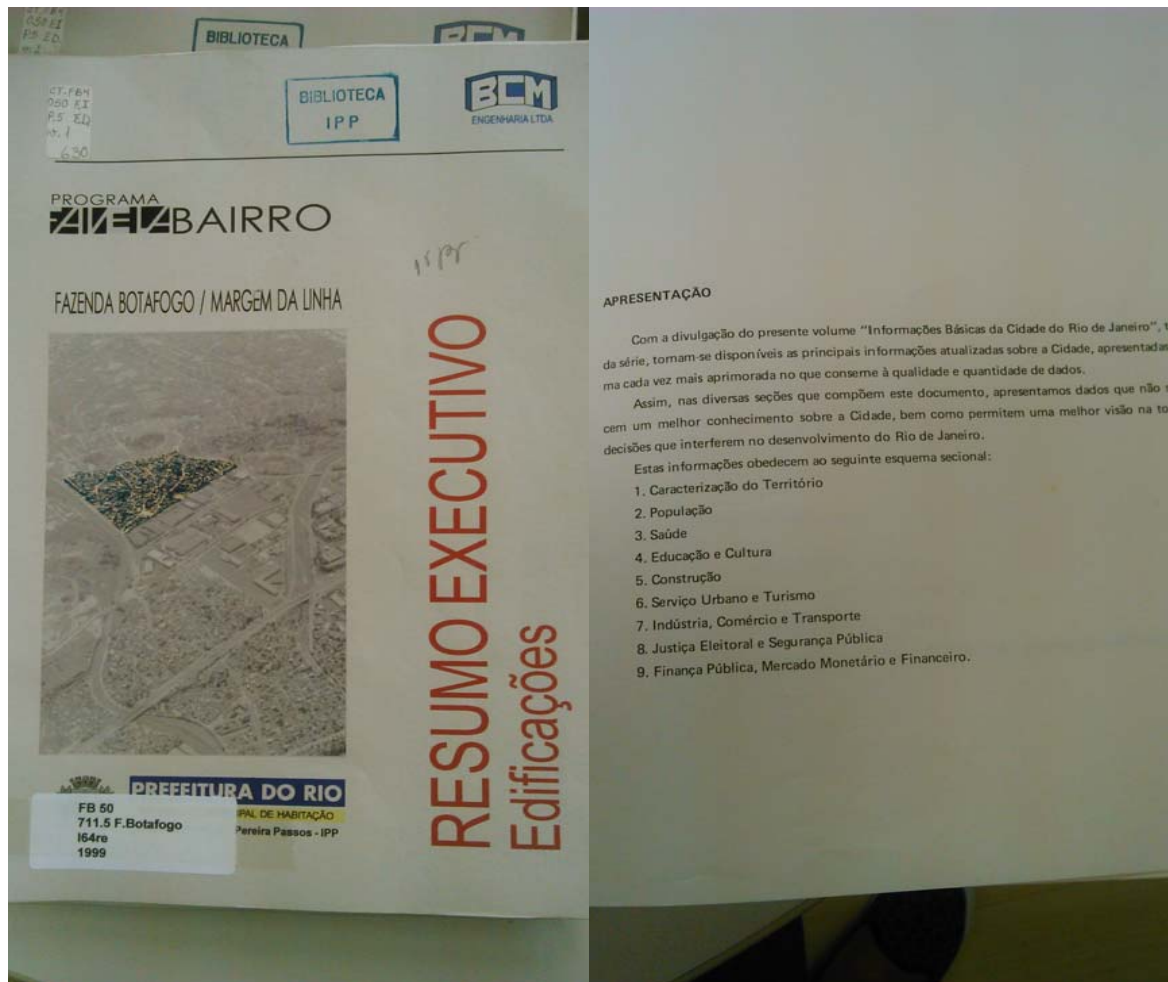 BIBLIOTECA
BCM
BIBLIOTECA
IPP
BCM
ENGENHARIA LTDA
630
PROGRAMA
FAVELABAIRRO
FAZENDA BOTAFOGO / MARGEM DA LINHA
RESUMO EXECUTIVO
Edificações
PREFEITURA DO RIO
IPAL DE HABITAÇÃO
Pereira Passos - IPP
FB 50
711.5 F.Botafogo
I64re
1999
APRESENTAÇÃO
Com a divulgação do presente volume "Informações Básicas da Cidade do Rio de Janeiro",
da série, tornam-se disponíveis as principais informações atualizadas sobre a Cidade, apresentadas
ma cada vez mais aprimorada no que conserne à qualidade e quantidade de dados.
Assim, nas diversas seções que compõem este documento, apresentamos dados que não
cem um melhor conhecimento sobre a Cidade, bem como permitem uma melhor visão na to
decisões que interferem no desenvolvimento do Rio de Janeiro.
Estas informações obedecem ao seguinte esquema secional:
1. Caracterização do Território
2. População
3. Saúde
4. Educação e Cultura
5. Construção
6. Serviço Urbano e Turismo
7. Indústria, Comércio e Transporte
8. Justiça Eleitoral e Segurança Pública
9. Finança Pública, Mercado Monetário e Financeiro.